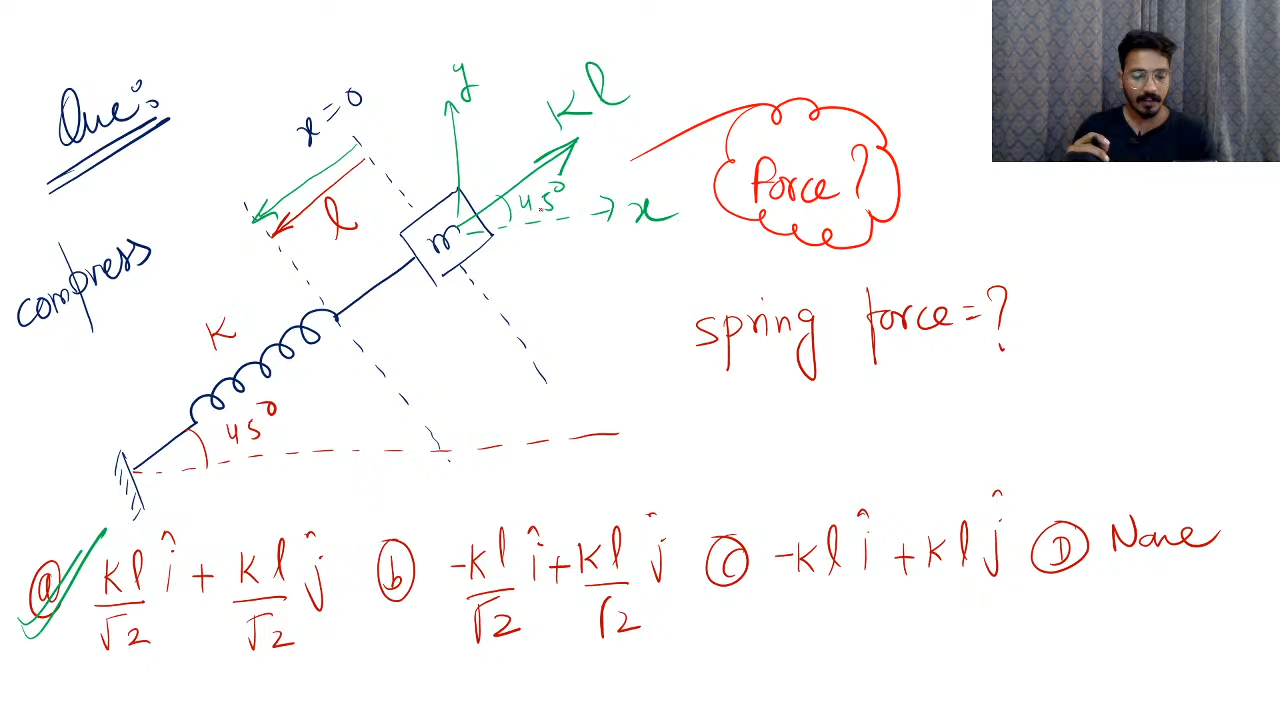 Que:
x=0
y
Kl
l
m
45°
x
Force?
compress
K
45°
spring force=?
ⓐ Kl/√2 î + Kl/√2 ĵ ⓑ -Kl/√2 î + Kl/√2 ĵ ⓒ -Kl î + Kl ĵ Ⓓ None